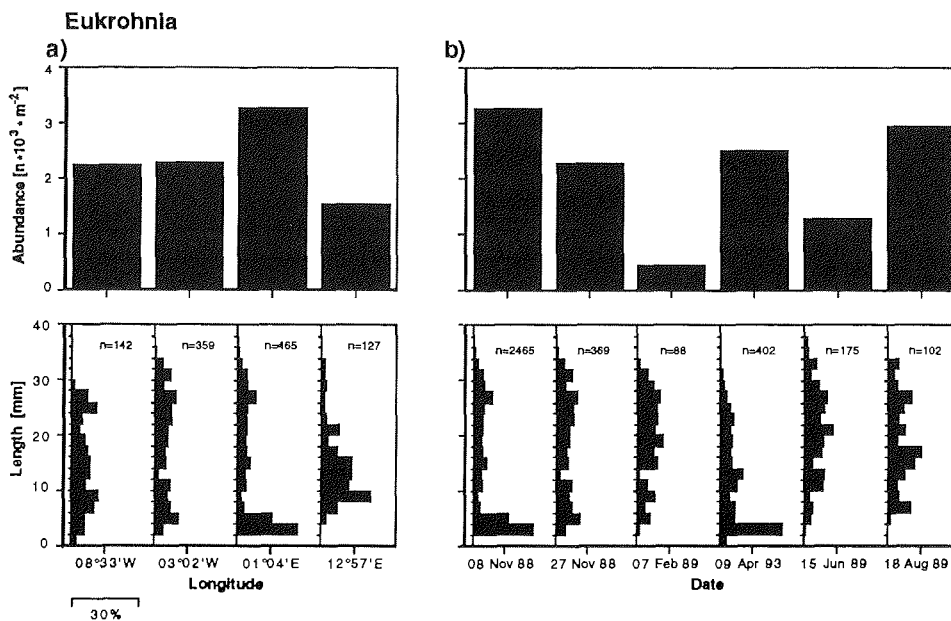 Eukrohnia
a)
b)
Abundance [n •10³ • m⁻²]
4
3
2
1
0
Length [mm]
40
30
20
10
0
n=142
n=359
n=465
n=127
n=2465
n=369
n=88
n=402
n=175
n=102
08°33'W
03°02'W
01°04'E
12°57'E
Longitude
08 Nov 88
27 Nov 88
07 Feb 89
09 Apr 93
15 Jun 89
18 Aug 89
Date
30%